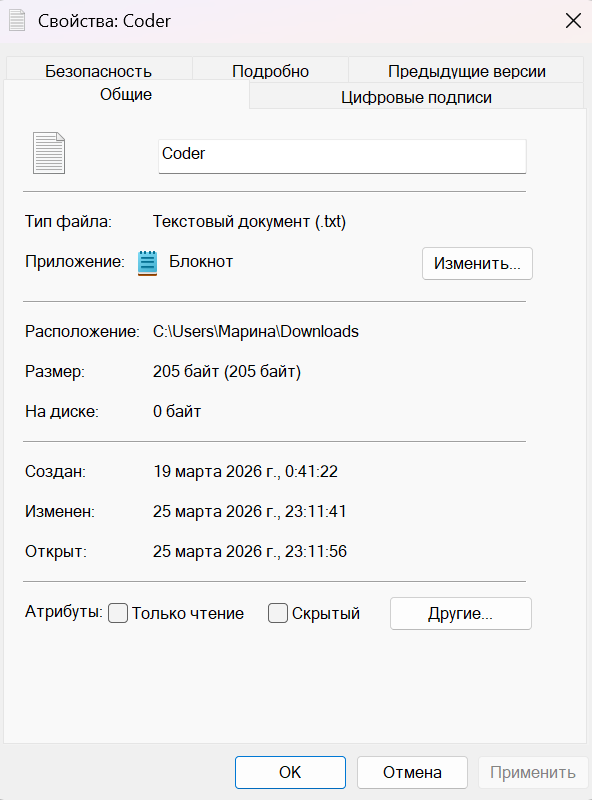 Свойства: Coder
Безопасность Подробно Предыдущие версии
Общие Цифровые подписи
Coder
Тип файла: Текстовый документ (.txt)
Приложение: Блокнот Изменить...
Расположение: C:\Users\Марина\Downloads
Размер: 205 байт (205 байт)
На диске: 0 байт
Создан: 19 марта 2026 г., 0:41:22
Изменен: 25 марта 2026 г., 23:11:41
Открыт: 25 марта 2026 г., 23:11:56
Атрибуты: Только чтение Скрытый Другие...
OK Отмена Применить